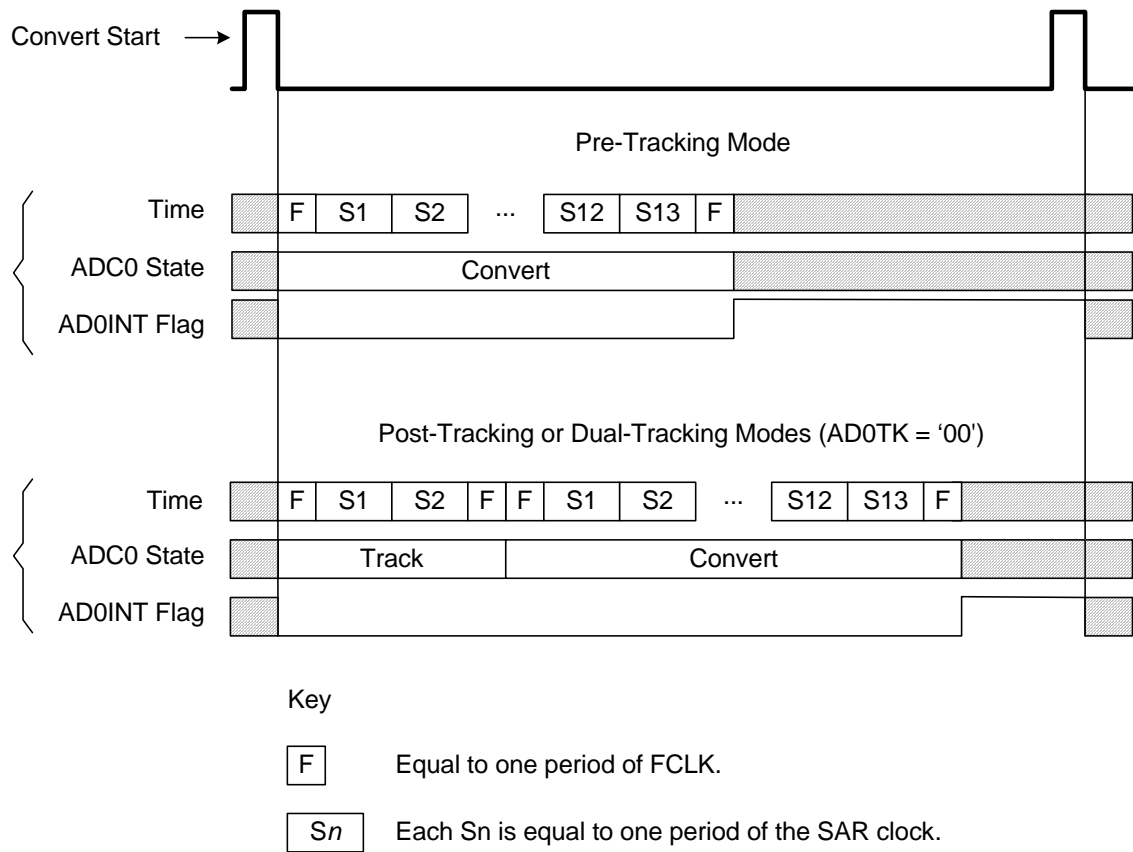 Convert Start
Pre-Tracking Mode
Time F S1 S2 ... S12 S13 F
ADC0 State Convert
AD0INT Flag
Post-Tracking or Dual-Tracking Modes (AD0TK = ‘00')
Time F S1 S2 F F S1 S2 ... S12 S13 F
ADC0 State Track Convert
AD0INT Flag
Key
F Equal to one period of FCLK.
Sn Each Sn is equal to one period of the SAR clock.